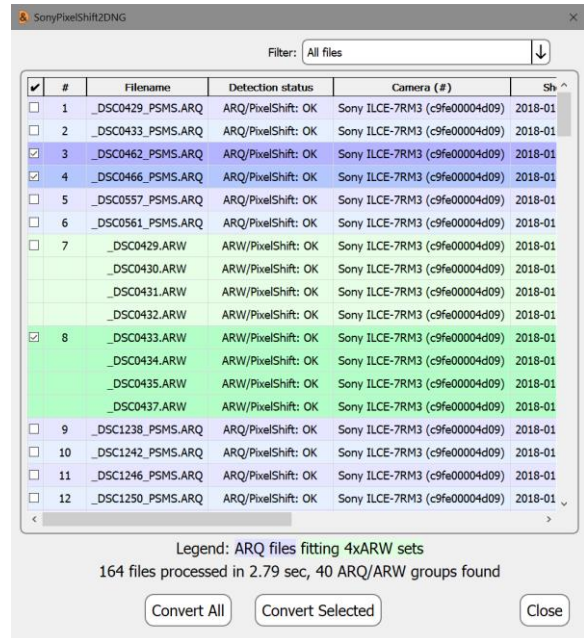 SonyPixelShift2DNG
Filter: All files
# Filename Detection status Camera (#) Sh
1 _DSC0429_PSMS.ARQ ARQ/PixelShift: OK Sony ILCE-7RM3 (c9fe00004d09) 2018-01
2 _DSC0433_PSMS.ARQ ARQ/PixelShift: OK Sony ILCE-7RM3 (c9fe00004d09) 2018-01
3 _DSC0462_PSMS.ARQ ARQ/PixelShift: OK Sony ILCE-7RM3 (c9fe00004d09) 2018-01
4 _DSC0466_PSMS.ARQ ARQ/PixelShift: OK Sony ILCE-7RM3 (c9fe00004d09) 2018-01
5 _DSC0557_PSMS.ARQ ARQ/PixelShift: OK Sony ILCE-7RM3 (c9fe00004d09) 2018-01
6 _DSC0561_PSMS.ARQ ARQ/PixelShift: OK Sony ILCE-7RM3 (c9fe00004d09) 2018-01
7 _DSC0429.ARW ARW/PixelShift: OK Sony ILCE-7RM3 (c9fe00004d09) 2018-01
_DSC0430.ARW ARW/PixelShift: OK Sony ILCE-7RM3 (c9fe00004d09) 2018-01
_DSC0431.ARW ARW/PixelShift: OK Sony ILCE-7RM3 (c9fe00004d09) 2018-01
_DSC0432.ARW ARW/PixelShift: OK Sony ILCE-7RM3 (c9fe00004d09) 2018-01
8 _DSC0433.ARW ARW/PixelShift: OK Sony ILCE-7RM3 (c9fe00004d09) 2018-01
_DSC0434.ARW ARW/PixelShift: OK Sony ILCE-7RM3 (c9fe00004d09) 2018-01
_DSC0435.ARW ARW/PixelShift: OK Sony ILCE-7RM3 (c9fe00004d09) 2018-01
_DSC0437.ARW ARW/PixelShift: OK Sony ILCE-7RM3 (c9fe00004d09) 2018-01
9 _DSC1238_PSMS.ARQ ARQ/PixelShift: OK Sony ILCE-7RM3 (c9fe00004d09) 2018-01
10 _DSC1242_PSMS.ARQ ARQ/PixelShift: OK Sony ILCE-7RM3 (c9fe00004d09) 2018-01
11 _DSC1246_PSMS.ARQ ARQ/PixelShift: OK Sony ILCE-7RM3 (c9fe00004d09) 2018-01
12 _DSC1250_PSMS.ARQ ARQ/PixelShift: OK Sony ILCE-7RM3 (c9fe00004d09) 2018-01
Legend: ARQ files fitting 4xARW sets
164 files processed in 2.79 sec, 40 ARQ/ARW groups found
Convert All Convert Selected Close